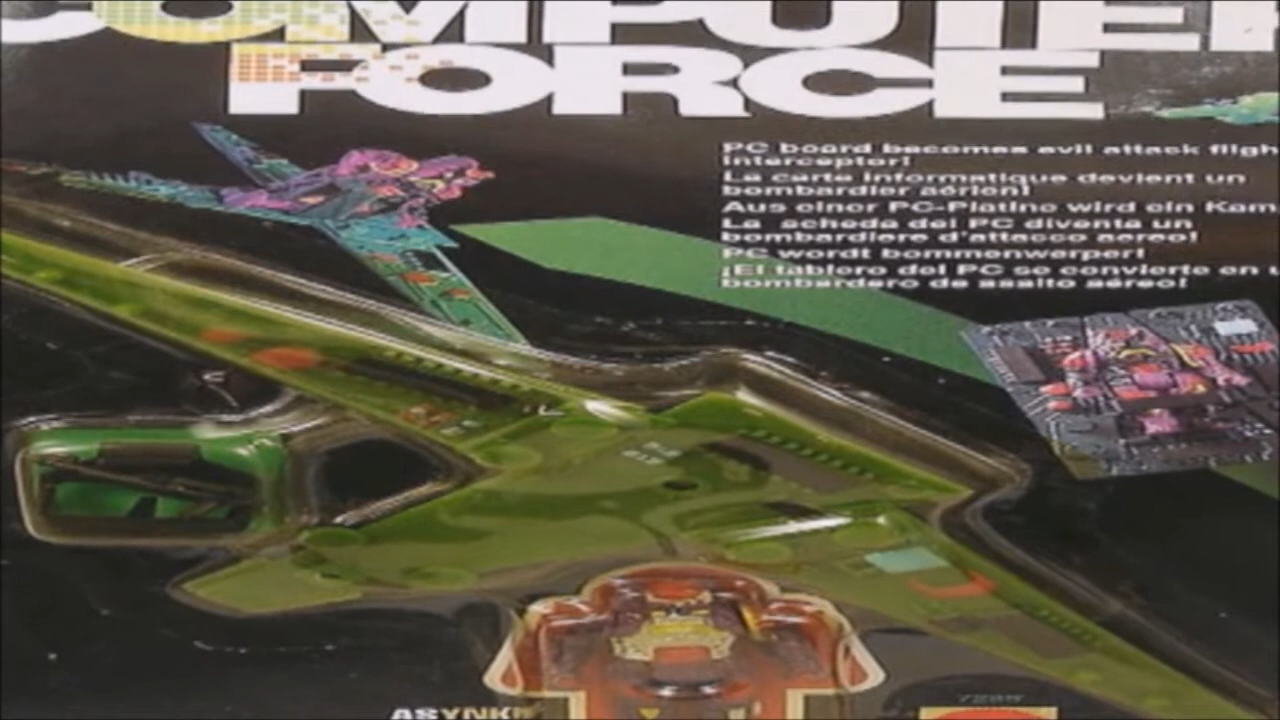 COMPUTER
FORCE
PC board becomes evil attack fligh
interceptor!
La carte informatique devient un
bombardier aérien!
Aus einer PC-Platine wird ein Kam
La scheda del PC diventa un
bombardiere d'attacco aereo!
PC wordt bommenwerper!
¡El tablero del PC se convierte en u
bombardero de asalto aéreo!